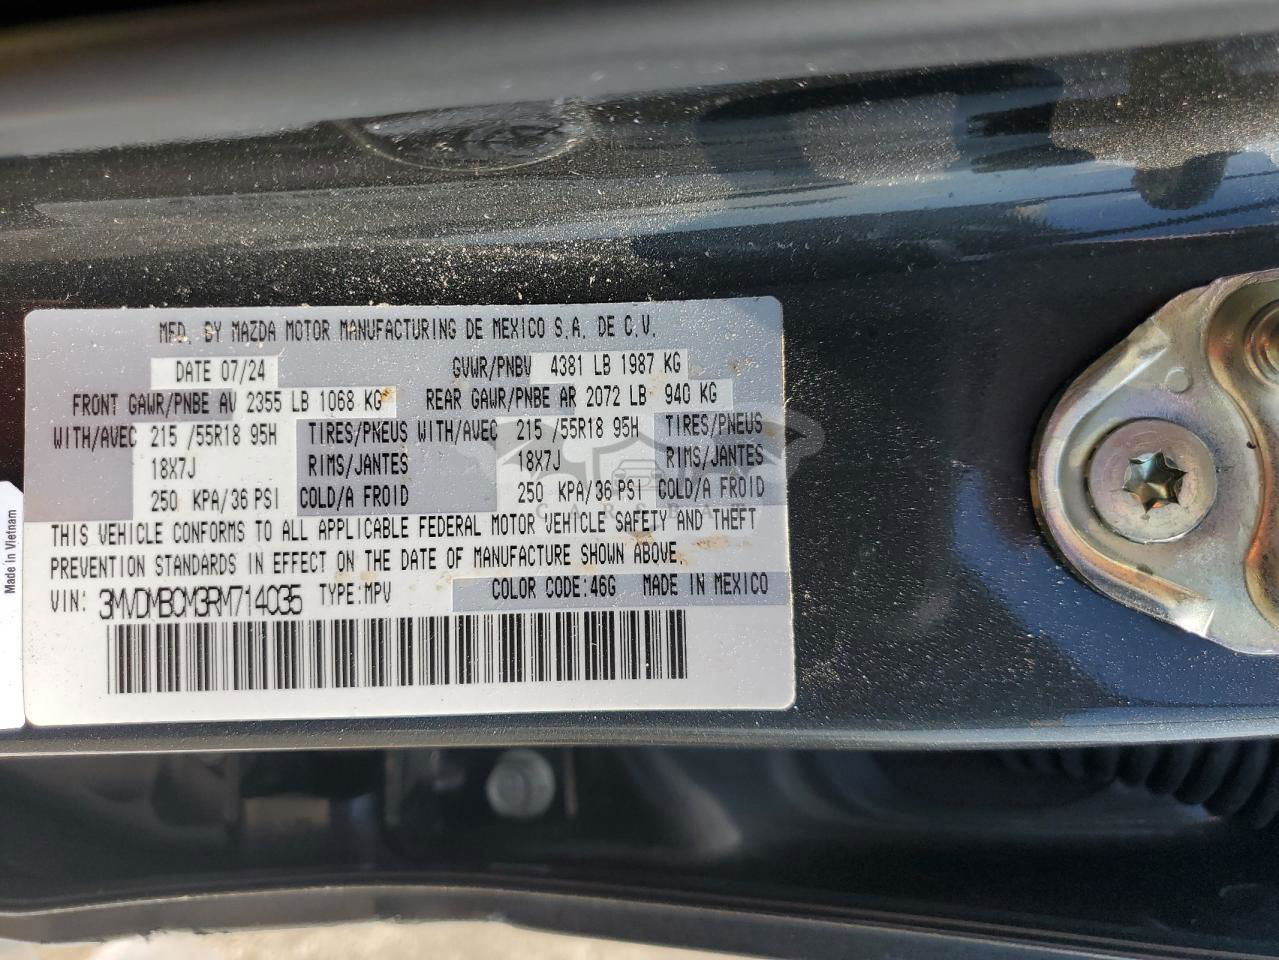 MFD. BY MAZDA MOTOR MANUFACTURING DE MEXICO S.A. DE C.V.
DATE 07/24 GVWR/PNBV 4381 LB 1987 KG
FRONT GAWR/PNBE AV 2355 LB 1068 KG REAR GAWR/PNBE AR 2072 LB 940 KG
WITH/AVEC 215 /55R18 95H TIRES/PNEUS WITH/AVEC 215 /55R18 95H TIRES/PNEUS
18X7J RIMS/JANTES 18X7J RIMS/JANTES
250 KPA/36 PSI COLD/A FROID 250 KPA/36 PSI COLD/A FROID
THIS VEHICLE CONFORMS TO ALL APPLICABLE FEDERAL MOTOR VEHICLE SAFETY AND THEFT
PREVENTION STANDARDS IN EFFECT ON THE DATE OF MANUFACTURE SHOWN ABOVE.
VIN: 3MVDMBCM3RM714035 TYPE:MPV COLOR CODE:46G MADE IN MEXICO
Made in Vietnam